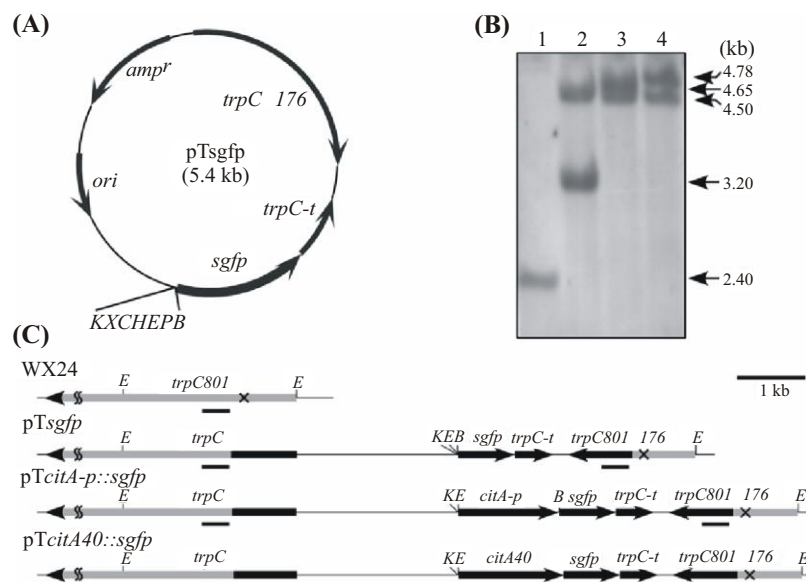 (A)
ampr
trpC 176
pTsgfp
(5.4 kb)
ori
trpC-t
sgfp
KXCHEPB
(B)
1 2 3 4 (kb)
4.78
4.65
4.50
3.20
2.40
(C)
WX24
E trpC801 E
1 kb
pTsgfp
E trpC KEB sgfp trpC-t trpC801 176 E
pTcitA-p::sgfp
E trpC KE citA-p B sgfp trpC-t trpC801 176 E
pTcitA40::sgfp
E trpC KE citA40 sgfp trpC-t trpC801 176 E